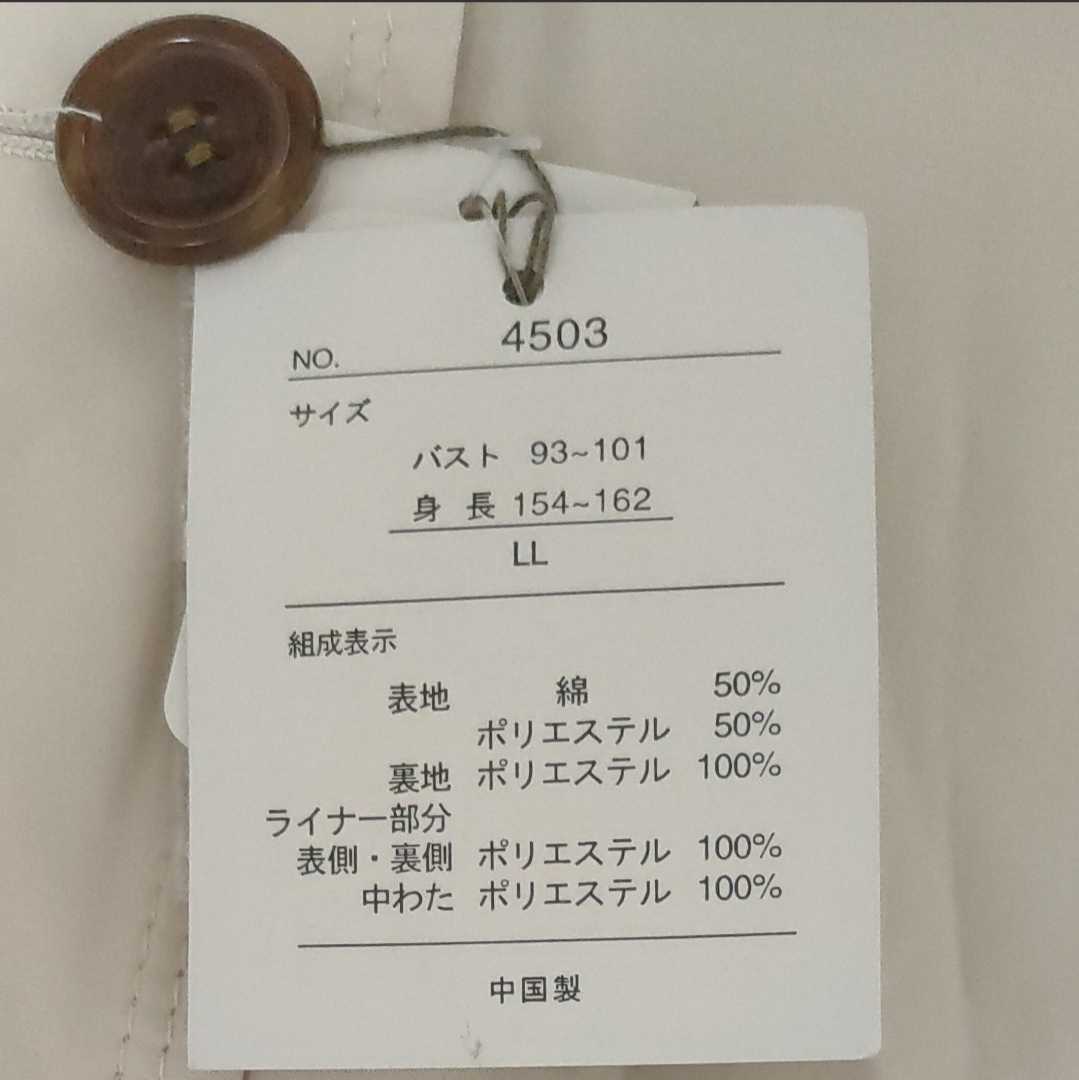 NO. 4503
サイズ
バスト 93~101
身 長 154~162
LL
組成表示
表地 綿 50%
ポリエステル 50%
裏地 ポリエステル 100%
ライナー部分
表側・裏側 ポリエステル 100%
中わた ポリエステル 100%
中国製